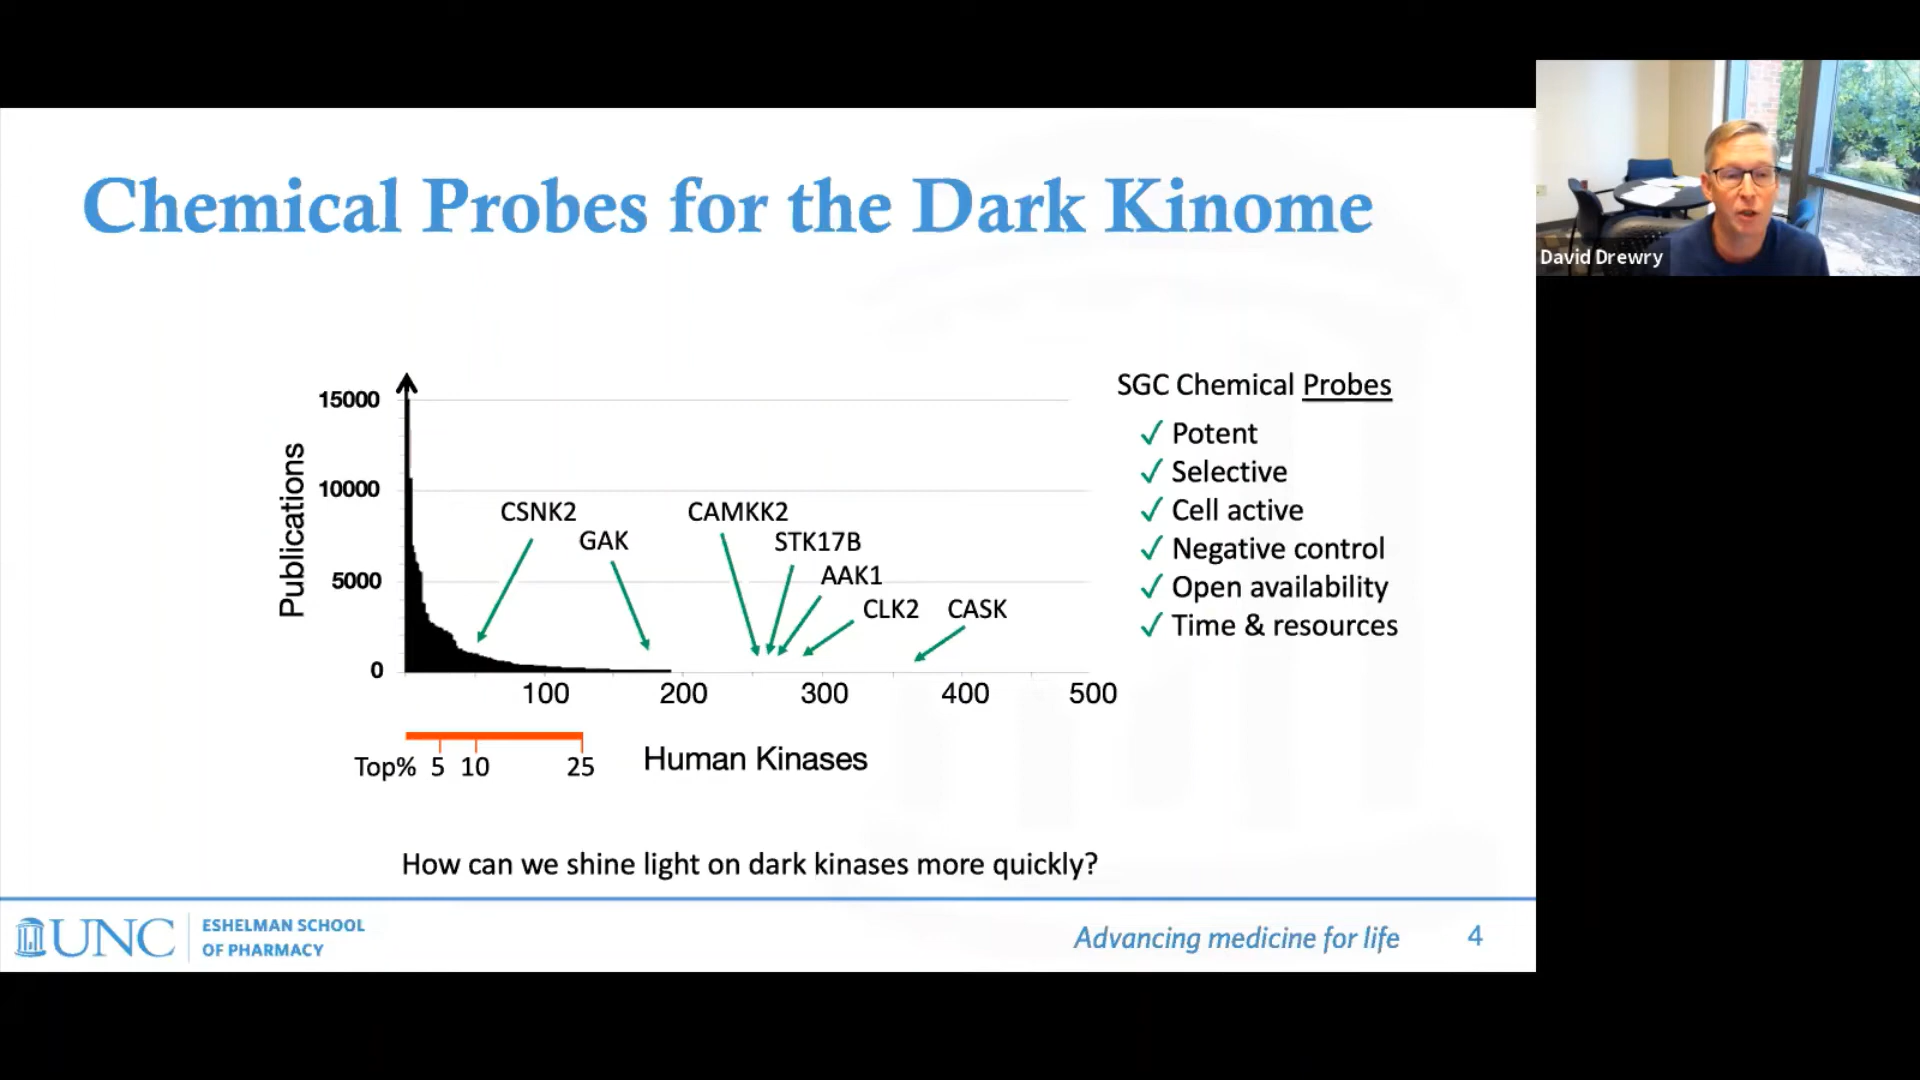 Chemical Probes for the Dark Kinome
David Drewry
Publications
15000
10000
5000
0
CSNK2
GAK
CAMKK2
STK17B
AAK1
CLK2
CASK
100 200 300 400 500
Top% 5 10 25
Human Kinases
SGC Chemical Probes
✓ Potent
✓ Selective
✓ Cell active
✓ Negative control
✓ Open availability
✓ Time & resources
How can we shine light on dark kinases more quickly?
UNC
ESHELMAN SCHOOL
OF PHARMACY
Advancing medicine for life
4